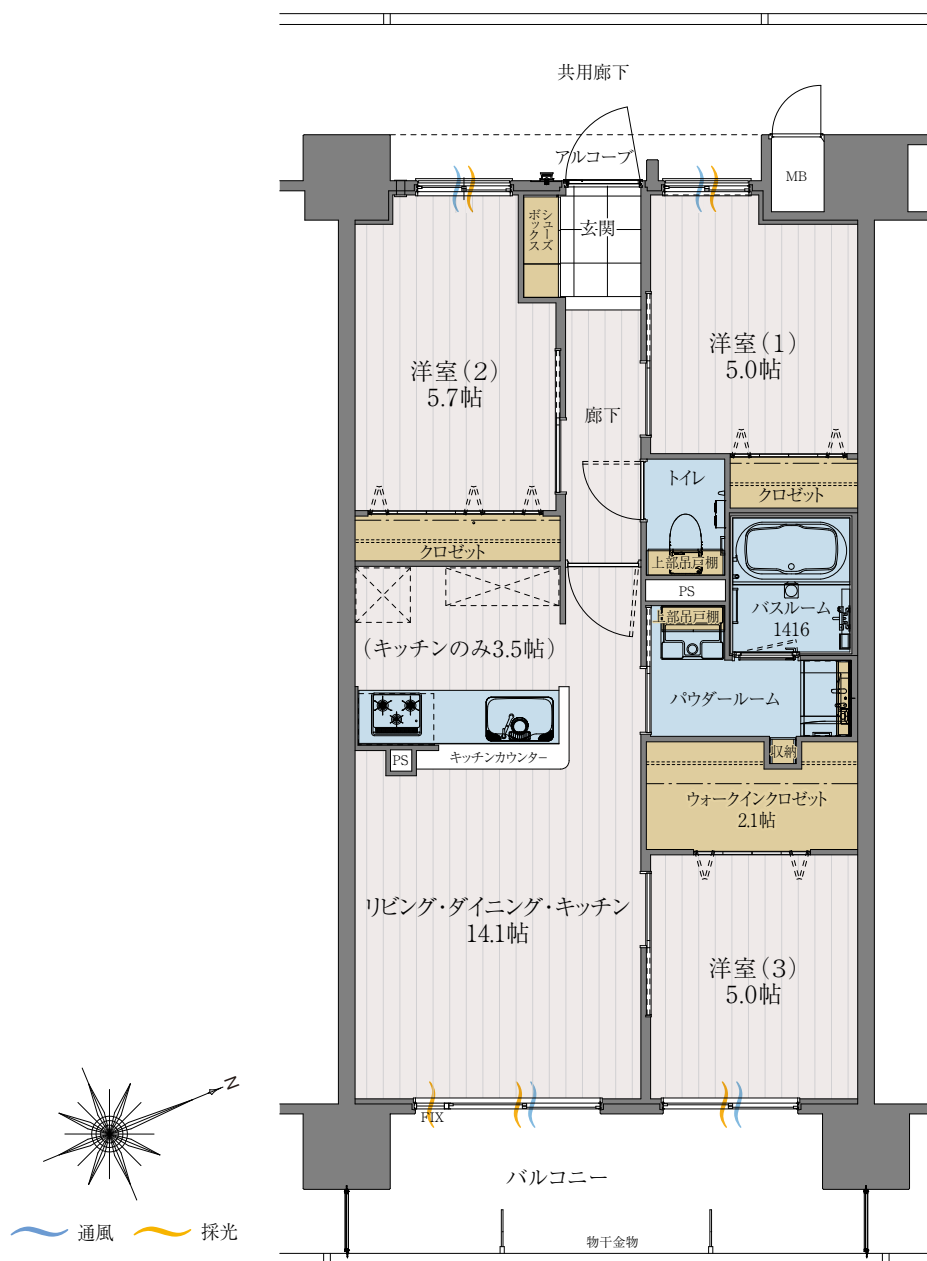 共用廊下
アルコーブ
MB
シューズ
ボックス
玄関
洋室(1)
5.0帖
洋室(2)
5.7帖
廊下
トイレ
クロゼット
クロゼット
上部吊戸棚
PS
バスルーム
1416
上部吊戸棚
(キッチンのみ3.5帖)
パウダールーム
PS
キッチンカウンター
収納
ウォークインクロゼット
2.1帖
リビング・ダイニング・キッチン
14.1帖
洋室(3)
5.0帖
N
FIX
バルコニー
通風
採光
物干金物